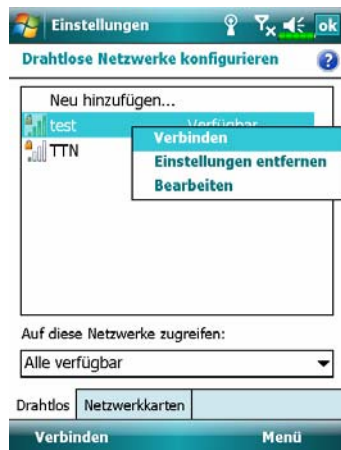 Einstellungen ok
Drahtlose Netzwerke konfigurieren
Neu hinzufügen...
test Verfügbar
Verbinden
TTN
Einstellungen entfernen
Bearbeiten
Auf diese Netzwerke zugreifen:
Alle verfügbar
Drahtlos Netzwerkkarten
Verbinden Menü